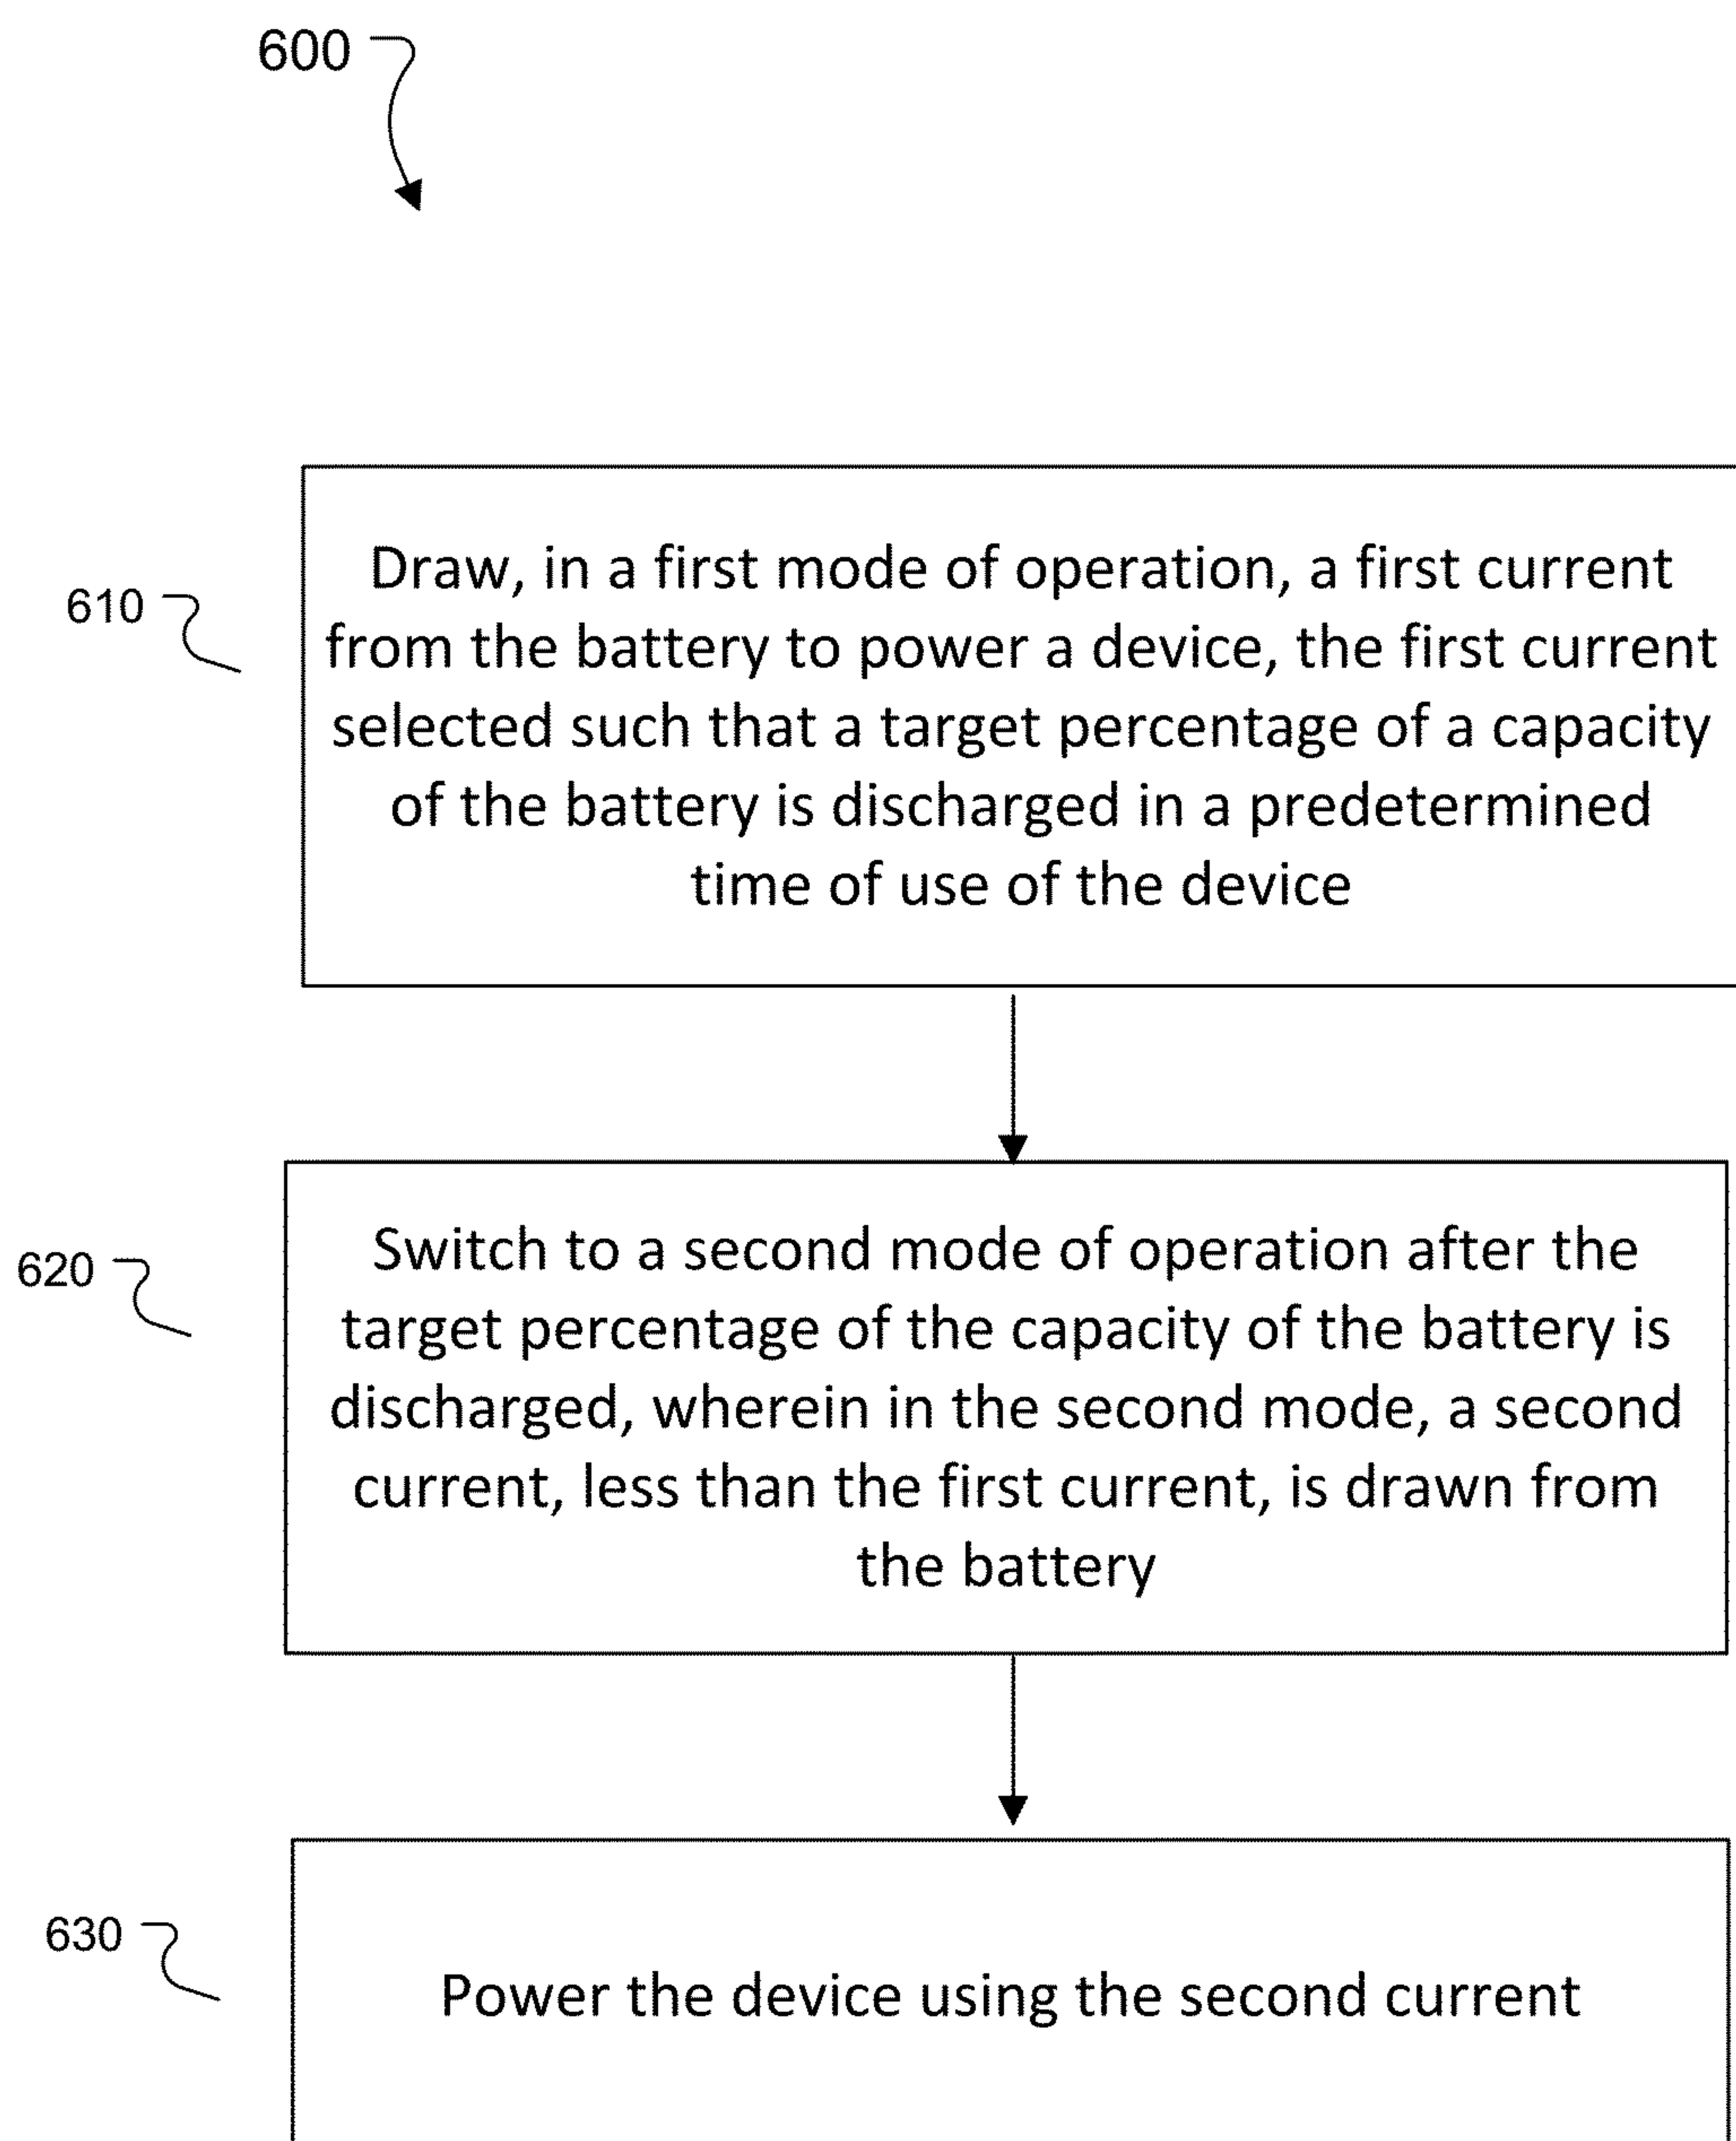 600
610
Draw, in a first mode of operation, a first current
from the battery to power a device, the first current
selected such that a target percentage of a capacity
of the battery is discharged in a predetermined
time of use of the device
620
Switch to a second mode of operation after the
target percentage of the capacity of the battery is
discharged, wherein in the second mode, a second
current, less than the first current, is drawn from
the battery
630
Power the device using the second current